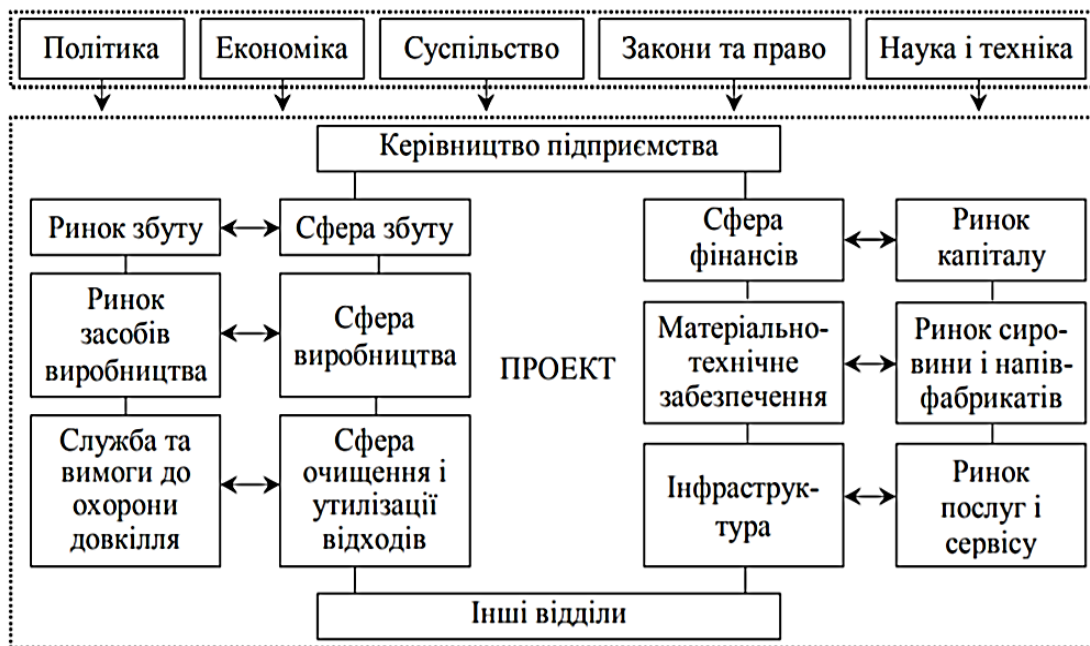 Політика
Економіка
Суспільство
Закони та право
Наука і техніка
Керівництво підприємства
Ринок збуту
Сфера збуту
Сфера
фінансів
Ринок
капіталу
Ринок
засобів
виробництва
Сфера
виробництва
ПРОЕКТ
Матеріально-
технічне
забезпечення
Ринок сиро-
вини і напів-
фабрикатів
Служба та
вимоги до
охорони
довкілля
Сфера
очищення і
утилізації
відходів
Інфраструк-
тура
Ринок
послуг і
сервісу
Інші відділи